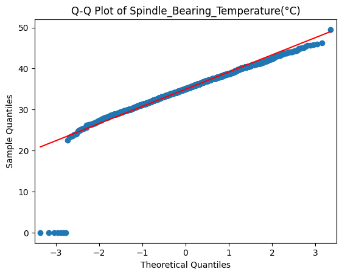 Q-Q Plot of Spindle_Bearing_Temperature(°C)
50
40
30
20
10
0
Sample Quantiles
−3 −2 −1 0 1 2 3
Theoretical Quantiles